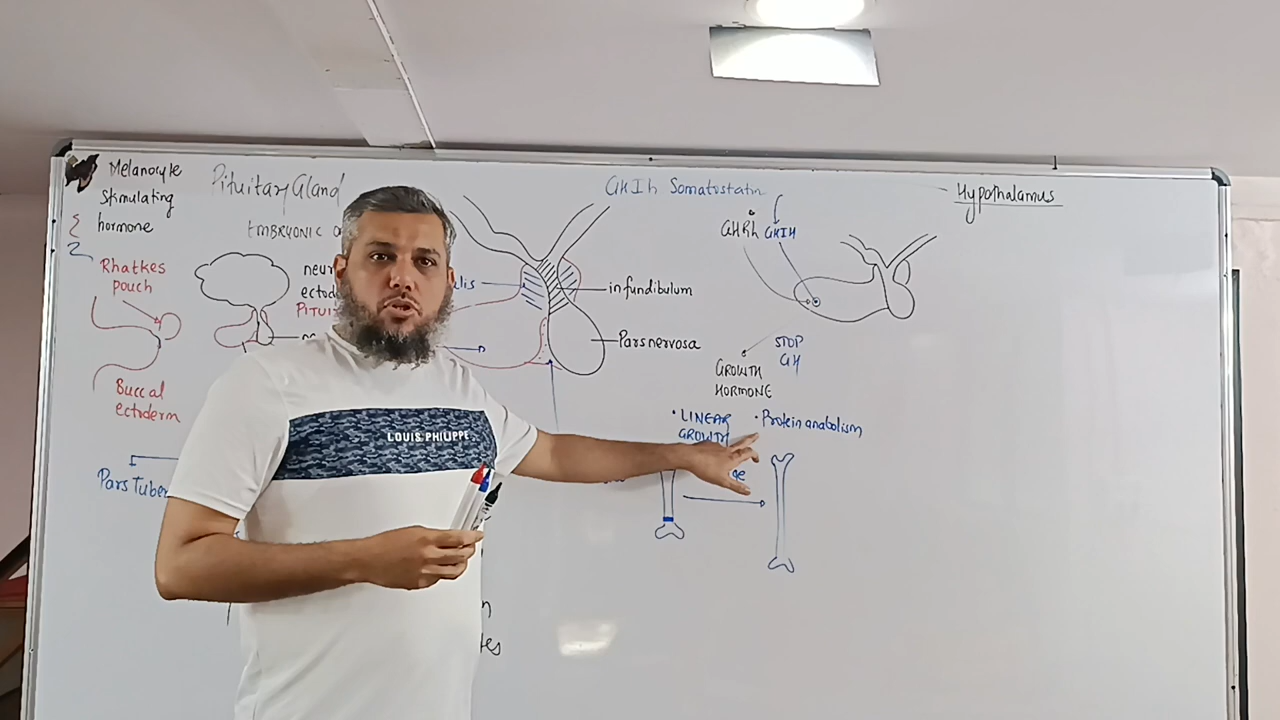 Melanocyte
Stimulating
hormone
Pituitary Gland
EMBRYONIC
Rhatkes
pouch
Buccal
ectoderm
Pars
infundibulum
Pars nervosa
GHIh Somatostatin
GHRh GHIH
Hypothalamus
STOP
GH
GROWTH
HORMONE
• LINEAR
GROWTH
• Protein anabolism
LOUIS PHILIPPE